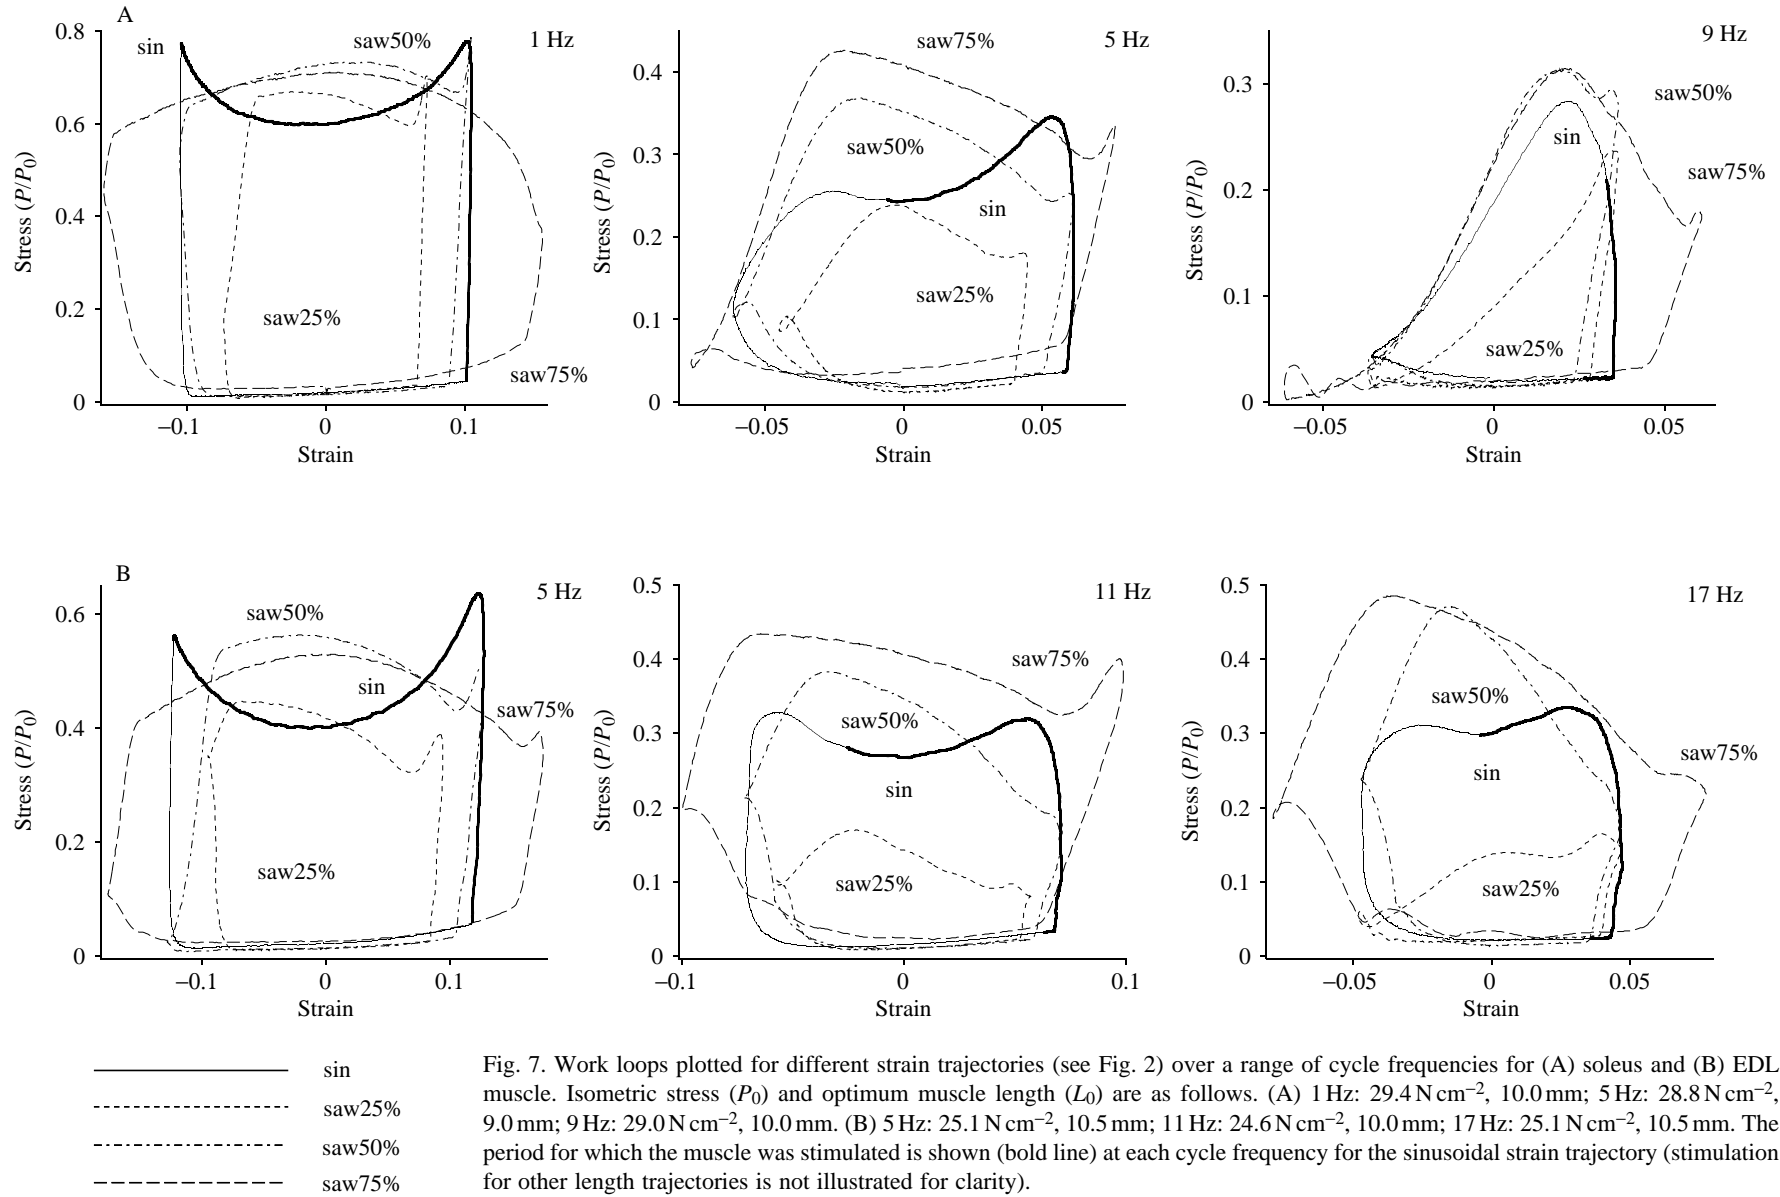 A
sin
saw50%
1 Hz
saw25%
saw75%
0.8
0.6
0.4
0.2
0
Stress (P/P0)
−0.1
0
0.1
Strain
saw75%
5 Hz
saw50%
sin
saw25%
0.4
0.3
0.2
0.1
0
Stress (P/P0)
−0.05
0
0.05
Strain
9 Hz
saw50%
sin
saw75%
saw25%
0.3
0.2
0.1
0
Stress (P/P0)
−0.05
0
0.05
Strain
B
5 Hz
saw50%
sin
saw75%
saw25%
0.6
0.4
0.2
0
Stress (P/P0)
−0.1
0
0.1
Strain
11 Hz
saw75%
saw50%
sin
saw25%
0.5
0.4
0.3
0.2
0.1
0
Stress (P/P0)
−0.1
0
0.1
Strain
17 Hz
saw50%
saw75%
sin
saw25%
0.5
0.4
0.3
0.2
0.1
0
Stress (P/P0)
−0.05
0
0.05
Strain
sin
saw25%
saw50%
saw75%
Fig. 7. Work loops plotted for different strain trajectories (see Fig. 2) over a range of cycle frequencies for (A) soleus and (B) EDL
muscle. Isometric stress (P0) and optimum muscle length (L0) are as follows. (A) 1 Hz: 29.4 N cm−2, 10.0 mm; 5 Hz: 28.8 N cm−2,
9.0 mm; 9 Hz: 29.0 N cm−2, 10.0 mm. (B) 5 Hz: 25.1 N cm−2, 10.5 mm; 11 Hz: 24.6 N cm−2, 10.0 mm; 17 Hz: 25.1 N cm−2, 10.5 mm. The
period for which the muscle was stimulated is shown (bold line) at each cycle frequency for the sinusoidal strain trajectory (stimulation
for other length trajectories is not illustrated for clarity).